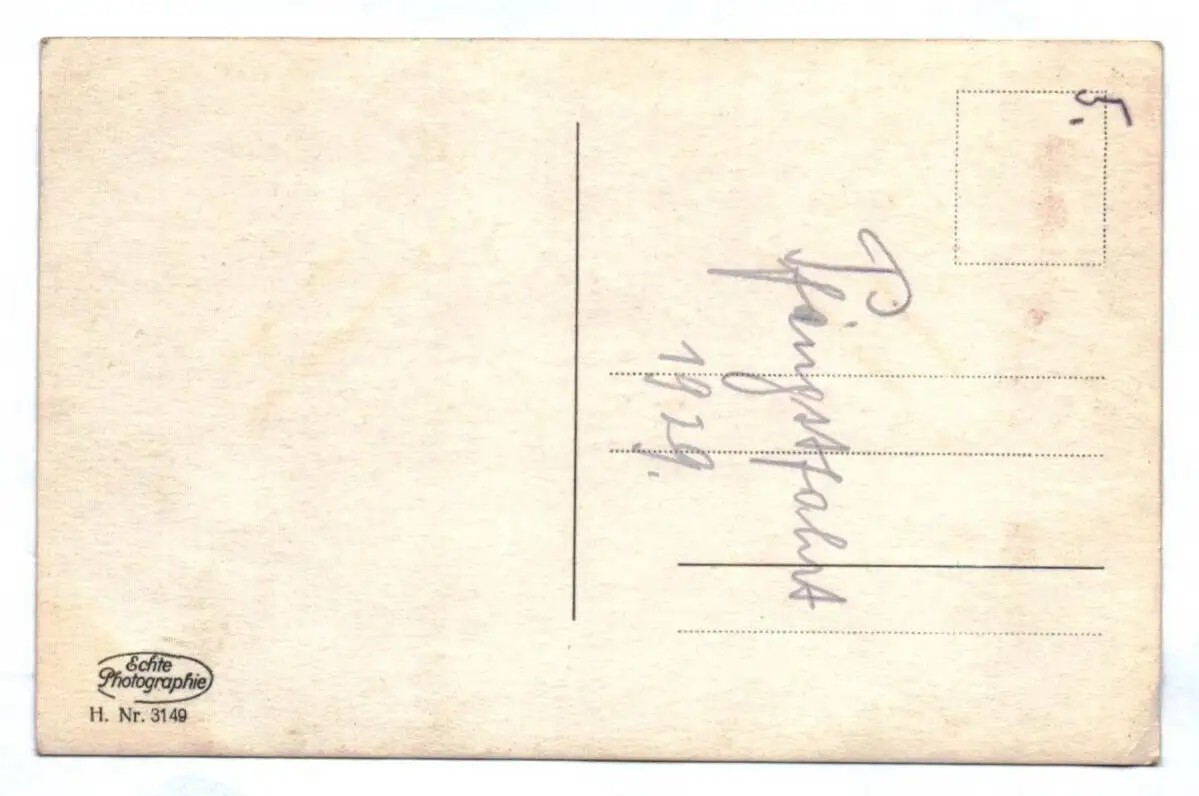 5.
Pfingstfahrt
1929.
Echte
Photographie
H. Nr. 3149